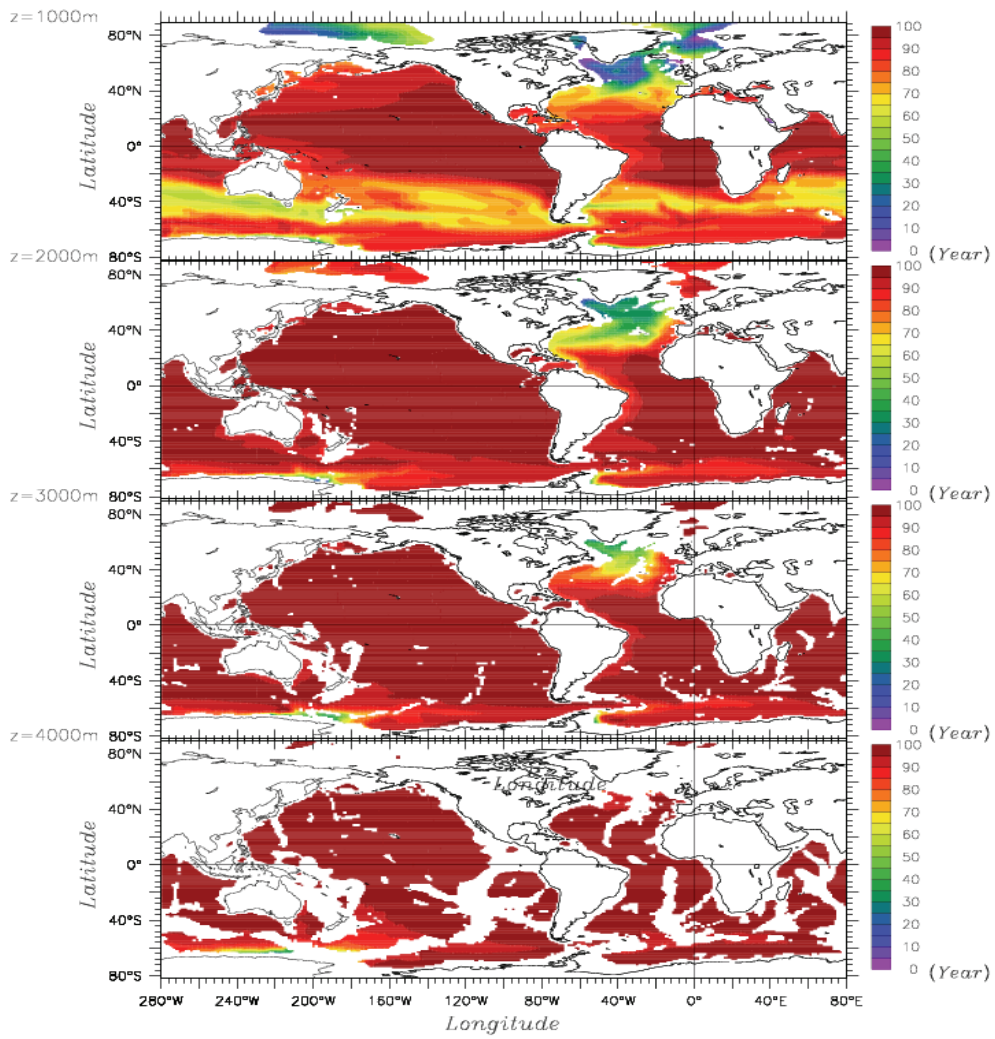 z=1000m
80°N
40°N
0°
40°S
80°S
Latitude
100
90
80
70
60
50
40
30
20
10
0
(Year)
z=2000m
80°N
40°N
0°
40°S
80°S
Latitude
100
90
80
70
60
50
40
30
20
10
0
(Year)
z=3000m
80°N
40°N
0°
40°S
80°S
Latitude
100
90
80
70
60
50
40
30
20
10
0
(Year)
z=4000m
80°N
40°N
0°
40°S
80°S
Latitude
Longitude
100
90
80
70
60
50
40
30
20
10
0
(Year)
280°W 240°W 200°W 160°W 120°W 80°W 40°W 0° 40°E 80°E
Longitude